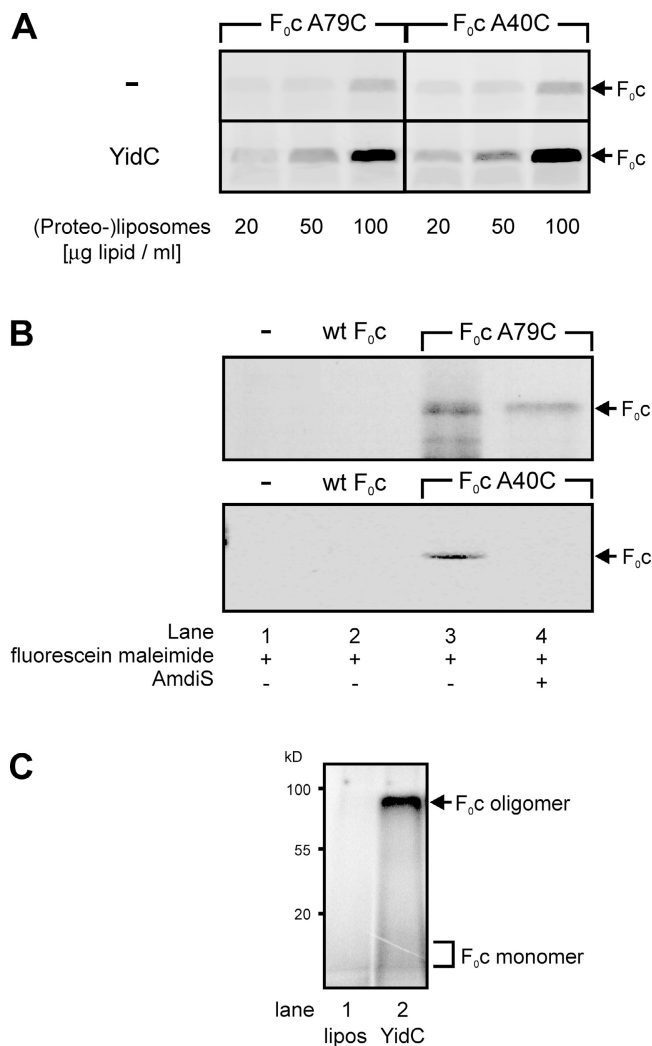 A
F₀c A79C F₀c A40C
– F₀c
YidC F₀c
(Proteo-)liposomes 20 50 100 20 50 100
[μg lipid / ml]
B
– wt F₀c F₀c A79C
F₀c
– wt F₀c F₀c A40C
F₀c
Lane 1 2 3 4
fluorescein maleimide + + + +
AmdiS - - - +
C
kD
100 F₀c oligomer
55
20
F₀c monomer
lane 1 2
lipos YidC